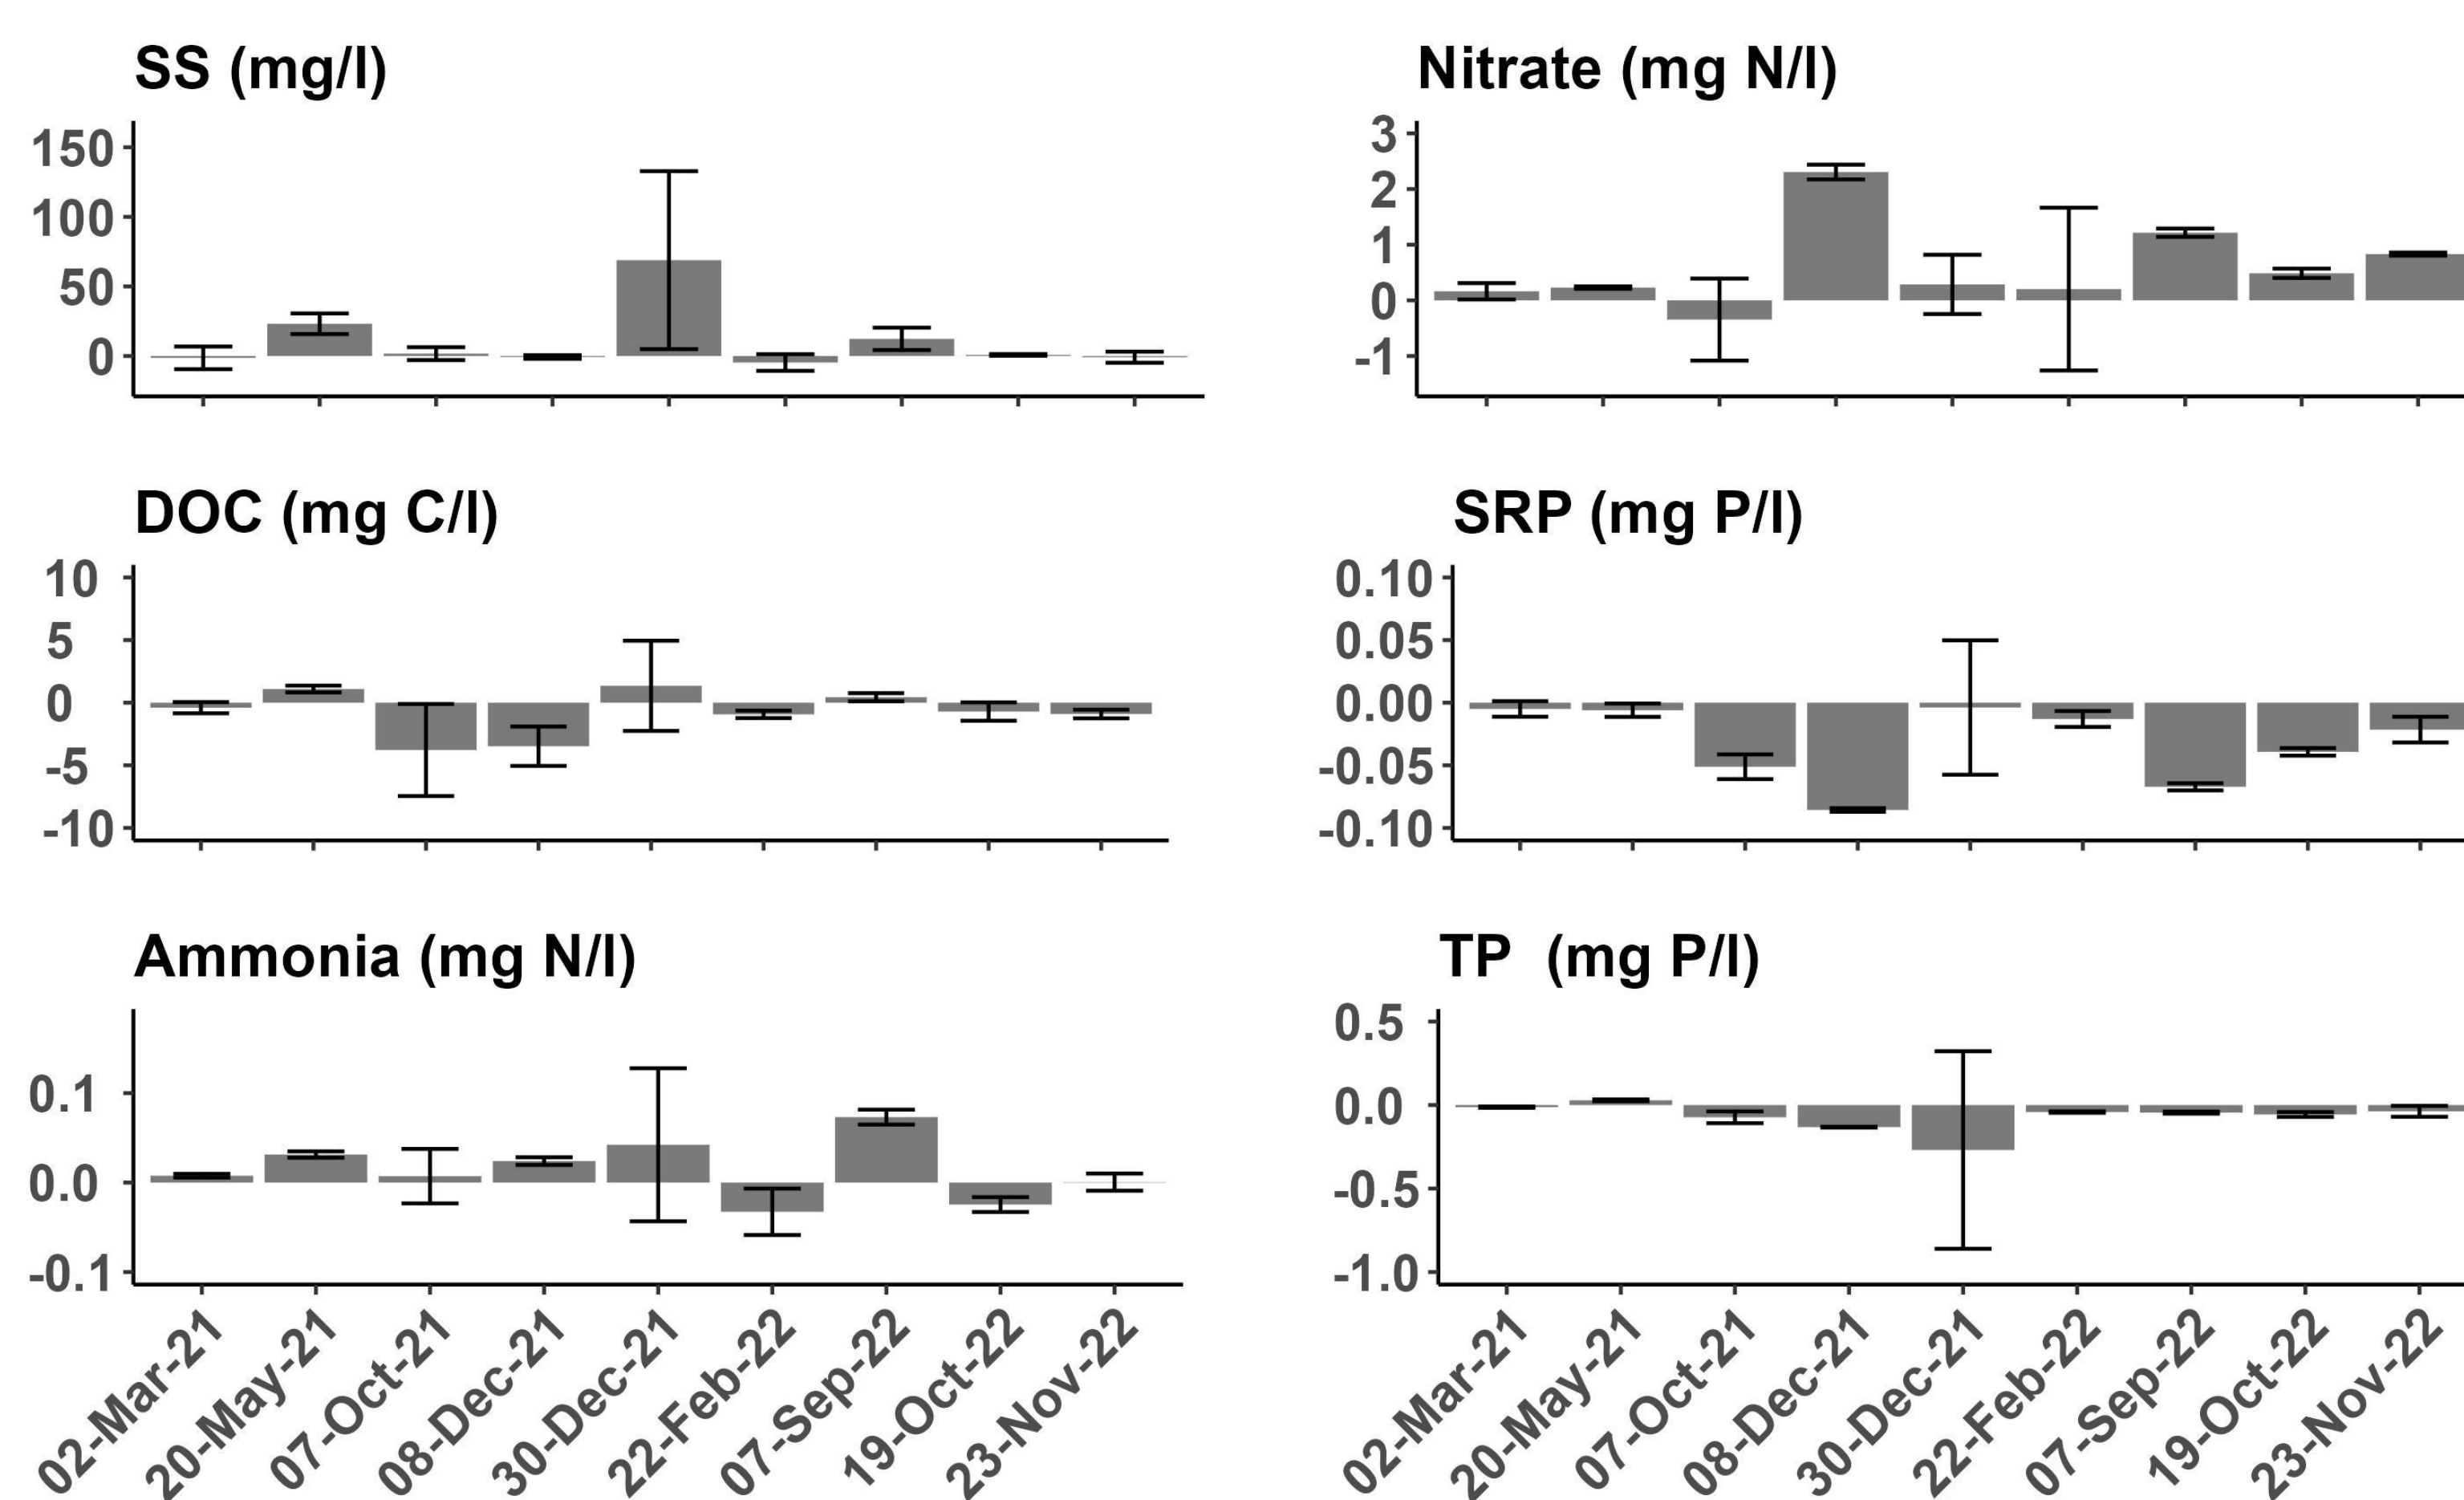 SS (mg/l)
150
100
50
0
Nitrate (mg N/l)
3
2
1
0
-1
DOC (mg C/l)
10
5
0
-5
-10
SRP (mg P/l)
0.10
0.05
0.00
-0.05
-0.10
Ammonia (mg N/l)
0.1
0.0
-0.1
02-Mar-21
20-May-21
07-Oct-21
08-Dec-21
30-Dec-21
22-Feb-22
07-Sep-22
19-Oct-22
23-Nov-22
TP (mg P/l)
0.5
0.0
-0.5
-1.0
02-Mar-21
20-May-21
07-Oct-21
08-Dec-21
30-Dec-21
22-Feb-22
07-Sep-22
19-Oct-22
23-Nov-22